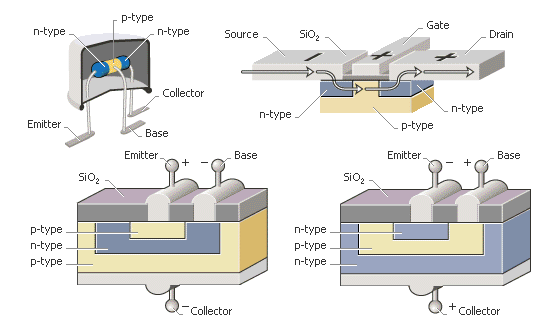 p-type
n-type n-type
Collector
Emitter
Base
Gate
Source SiO₂ Drain
− + +
n-type n-type
p-type
Emitter + − Base
SiO₂
p-type
n-type
p-type
− Collector
Emitter − + Base
SiO₂
n-type
p-type
n-type
+ Collector